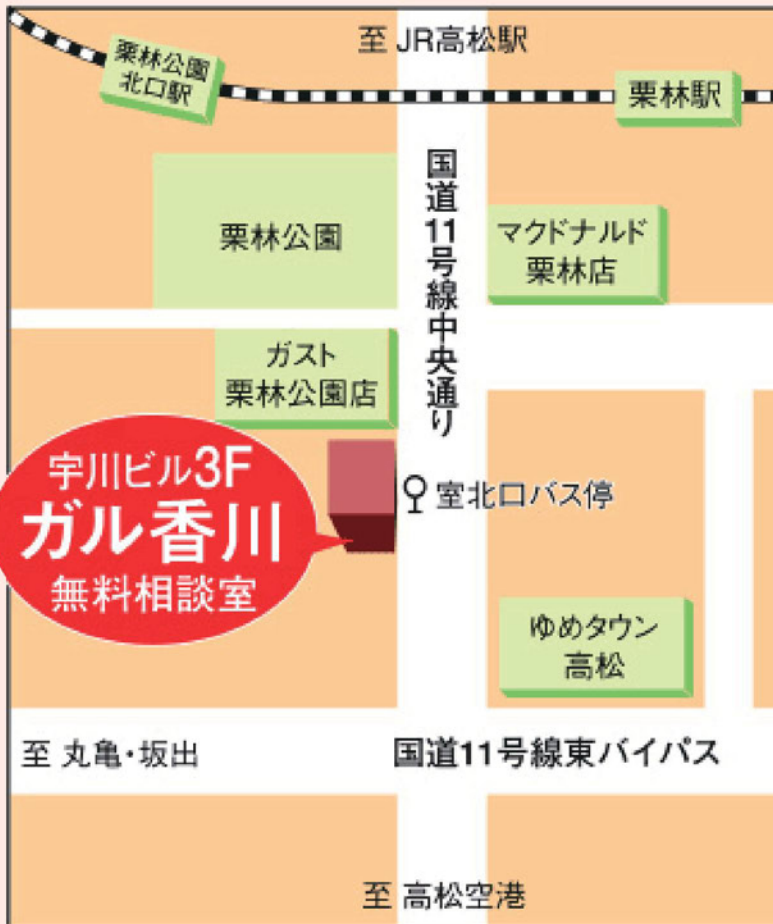 至 JR高松駅
栗林公園
北口駅
栗林駅
国道11号線中央通り
栗林公園
マクドナルド
栗林店
ガスト
栗林公園店
宇川ビル3F
ガル香川
無料相談室
室北口バス停
ゆめタウン
高松
至 丸亀・坂出
国道11号線東バイパス
至 高松空港